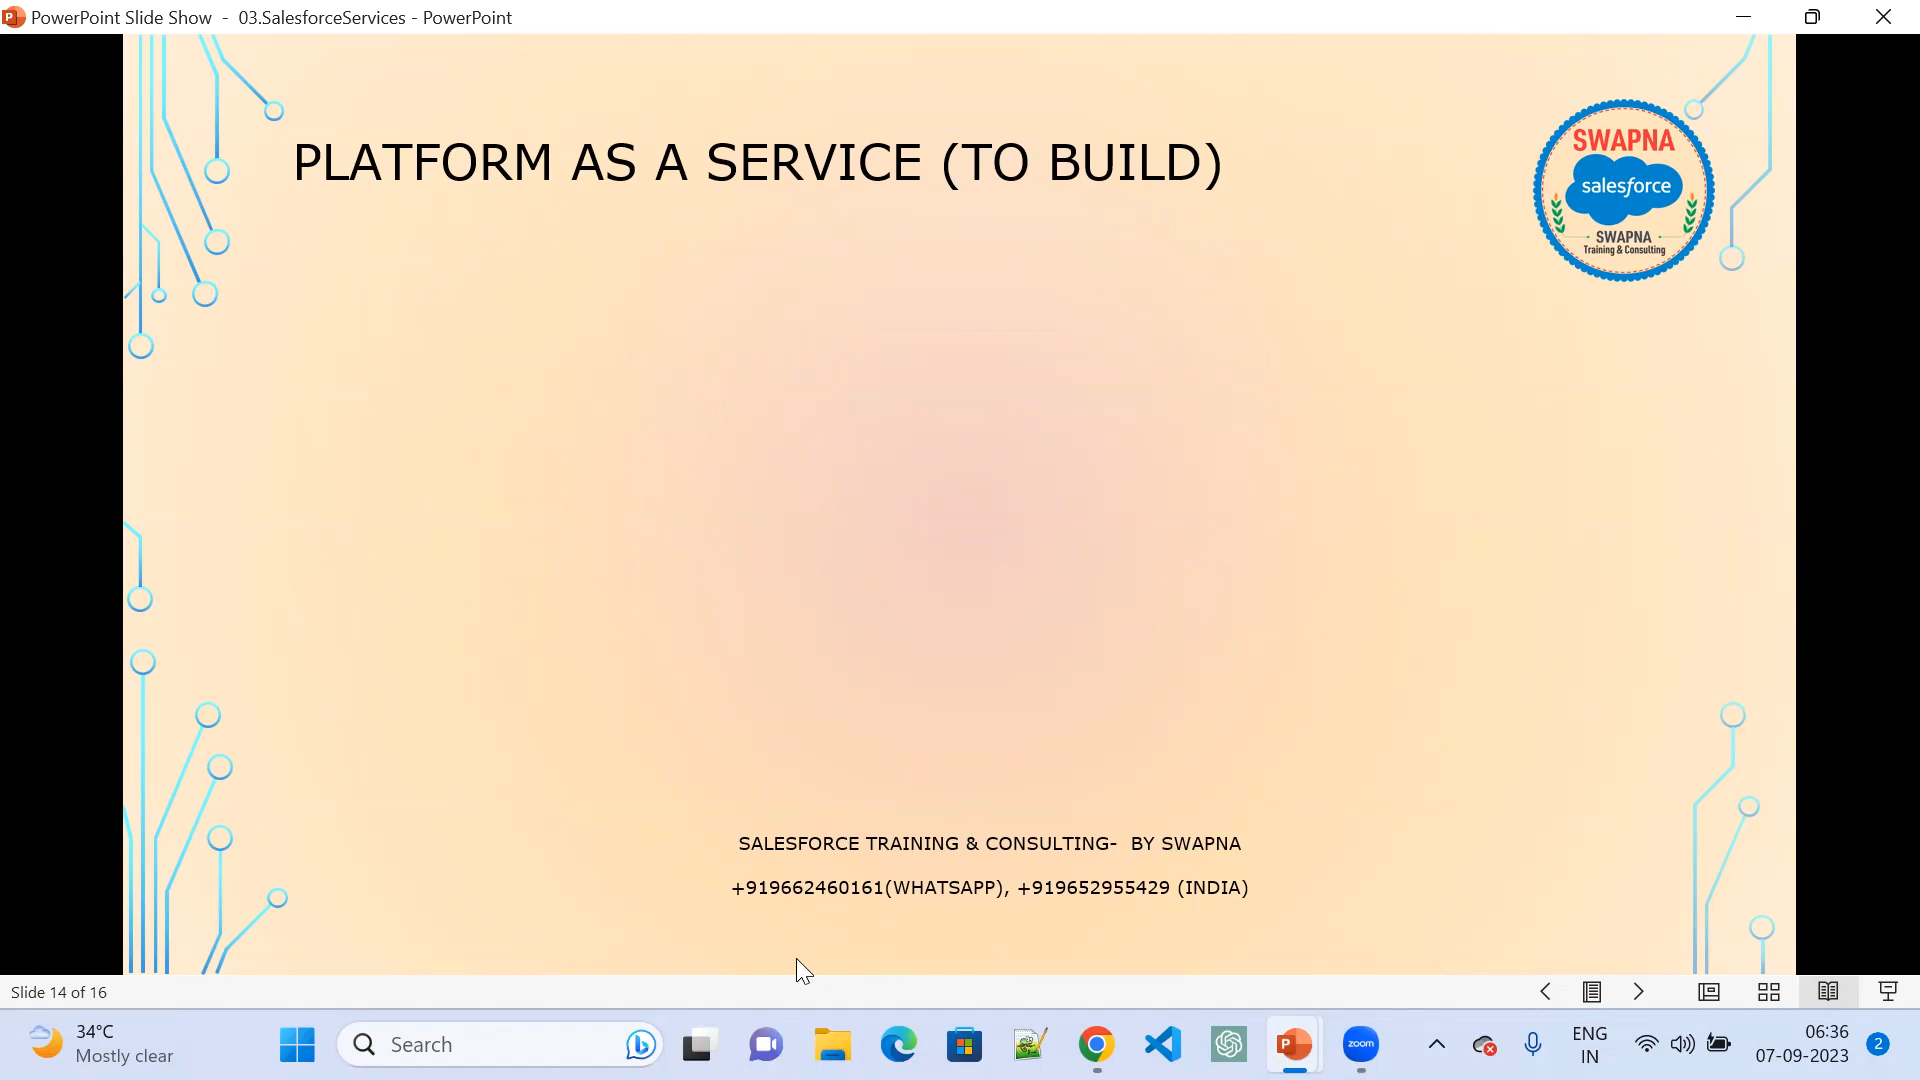 PowerPoint Slide Show - 03.SalesforceServices - PowerPoint
PLATFORM AS A SERVICE (TO BUILD)
SWAPNA
salesforce
SWAPNA
Training & Consulting
SALESFORCE TRAINING & CONSULTING- BY SWAPNA
+919662460161(WHATSAPP), +919652955429 (INDIA)
Slide 14 of 16
34°C
Mostly clear
Search
zoom
ENG
IN
06:36
07-09-2023
2